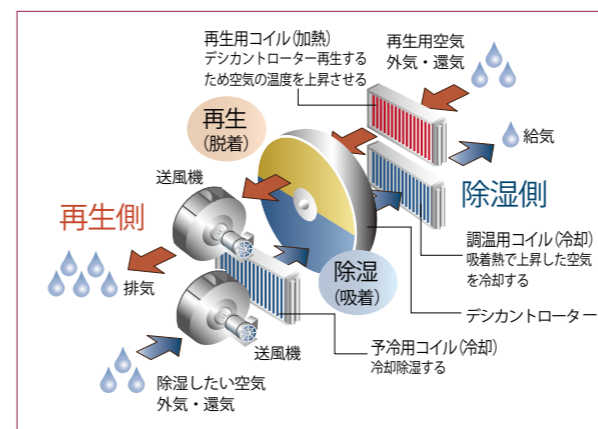 再生用コイル(加熱)
デシカントローター再生する
ため空気の温度を上昇させる
再生用空気
外気・還気
再生
(脱着)
給気
送風機
除湿側
再生側
調温用コイル(冷却)
吸着熱で上昇した空気
を冷却する
除湿
(吸着)
排気
デシカントローター
送風機
予冷用コイル(冷却)
冷却除湿する
除湿したい空気
外気・還気